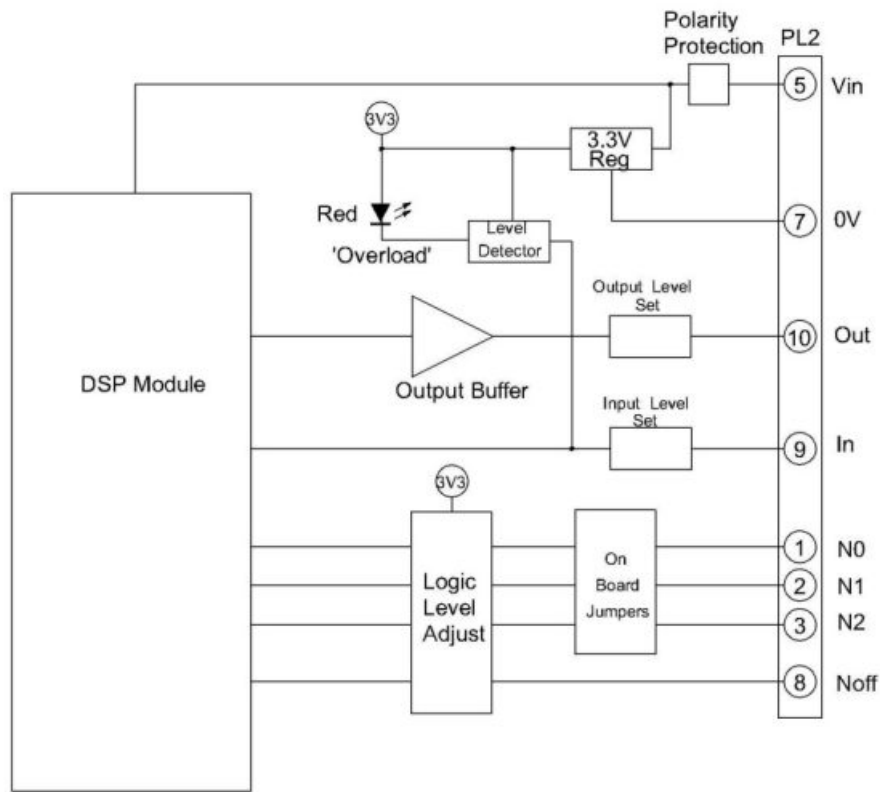 Polarity
Protection
PL2
5
Vin
3V3
3.3V
Reg
7
0V
Red
Level
Detector
'Overload'
Output Level
Set
10
Out
DSP Module
Output Buffer
Input Level
Set
9
In
3V3
Logic
Level
Adjust
On
Board
Jumpers
1
N0
2
N1
3
N2
8
Noff